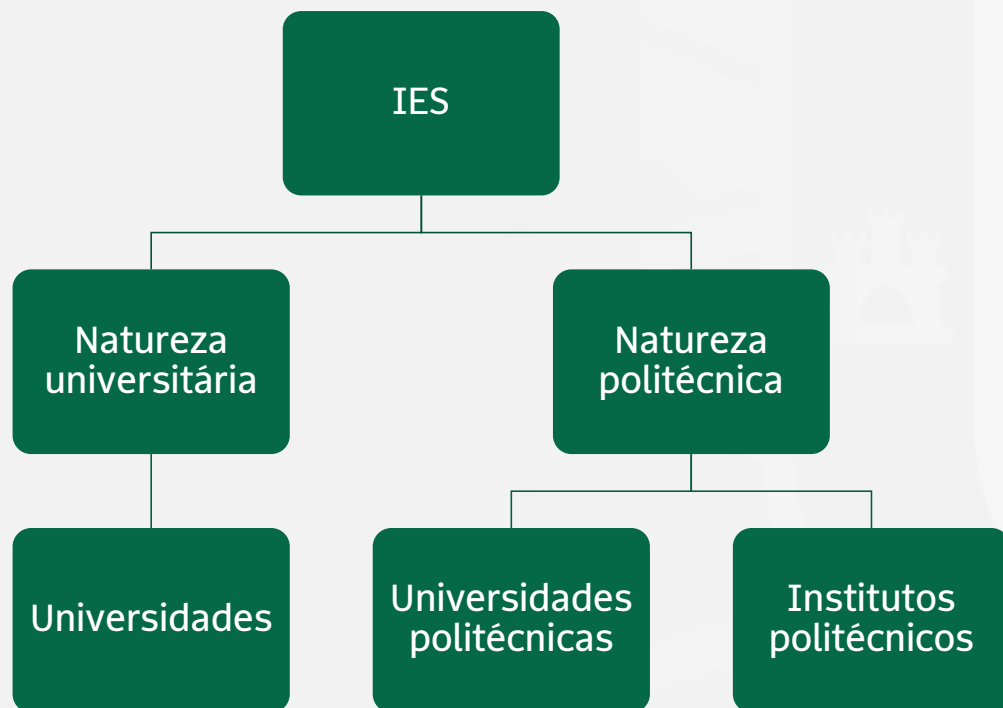 IES
Natureza
universitária
Natureza
politécnica
Universidades
Universidades
politécnicas
Institutos
politécnicos